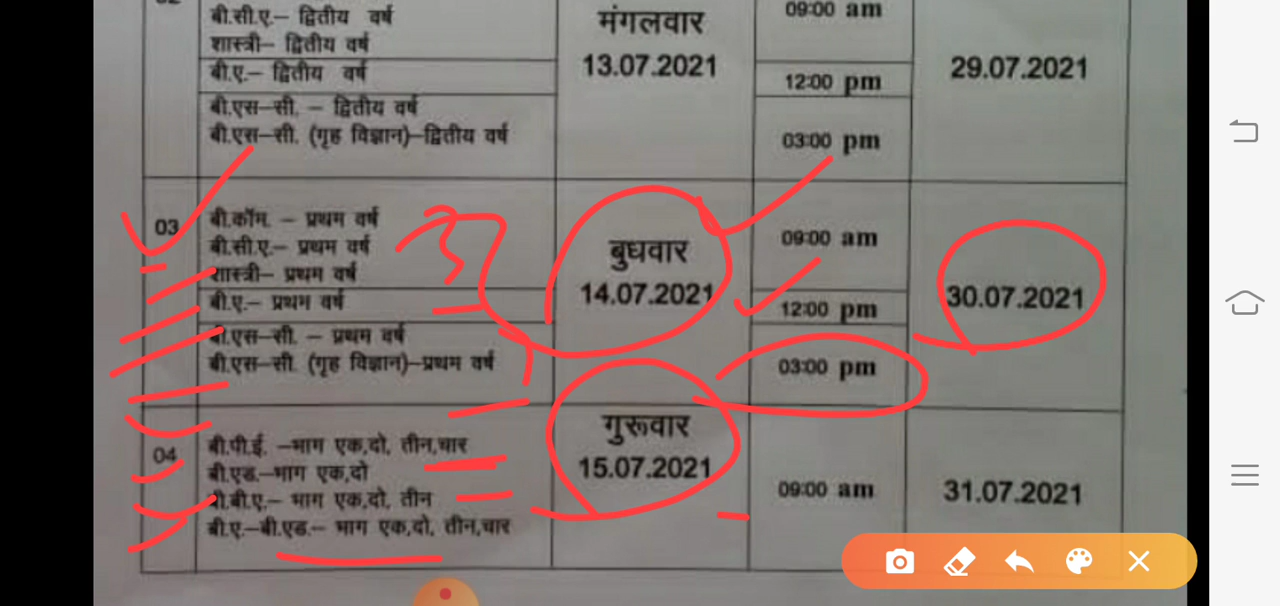 बी.सी.ए.– द्वितीय वर्ष
शास्त्री– द्वितीय वर्ष
मंगलवार
13.07.2021
09:00 am
29.07.2021
बी.ए.– द्वितीय वर्ष
12:00 pm
बी.एस–सी. – द्वितीय वर्ष
बी.एस–सी. (गृह विज्ञान)–द्वितीय वर्ष
03:00 pm
03
बी.कॉम. – प्रथम वर्ष
बी.सी.ए.– प्रथम वर्ष
शास्त्री– प्रथम वर्ष
बुधवार
14.07.2021
09:00 am
30.07.2021
बी.ए.– प्रथम वर्ष
12:00 pm
बी.एस–सी. – प्रथम वर्ष
बी.एस–सी. (गृह विज्ञान)–प्रथम वर्ष
03:00 pm
04
बी.पी.ई. –भाग एक,दो, तीन,चार
बी.एड.–भाग एक,दो
बी.बी.ए.– भाग एक,दो, तीन
बी.ए.–बी.एड.– भाग एक,दो, तीन,चार
गुरूवार
15.07.2021
09:00 am
31.07.2021